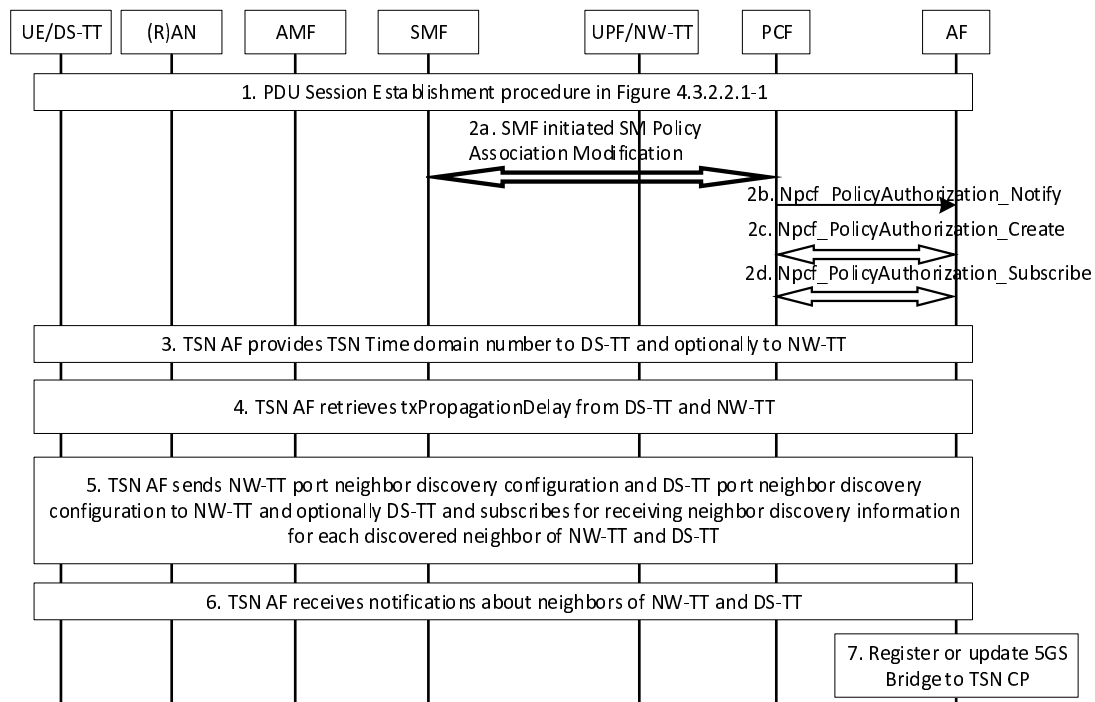 UE/DS-TT
(R)AN
AMF
SMF
UPF/NW-TT
PCF
AF
1. PDU Session Establishment procedure in Figure 4.3.2.2.1-1
2a. SMF initiated SM Policy
Association Modification
2b. Npcf_PolicyAuthorization_Notify
2c. Npcf_PolicyAuthorization_Create
2d. Npcf_PolicyAuthorization_Subscribe
3. TSN AF provides TSN Time domain number to DS-TT and optionally to NW-TT
4. TSN AF retrieves txPropagationDelay from DS-TT and NW-TT
5. TSN AF sends NW-TT port neighbor discovery configuration and DS-TT port neighbor discovery
configuration to NW-TT and optionally DS-TT and subscribes for receiving neighbor discovery information
for each discovered neighbor of NW-TT and DS-TT
6. TSN AF receives notifications about neighbors of NW-TT and DS-TT
7. Register or update 5GS
Bridge to TSN CP